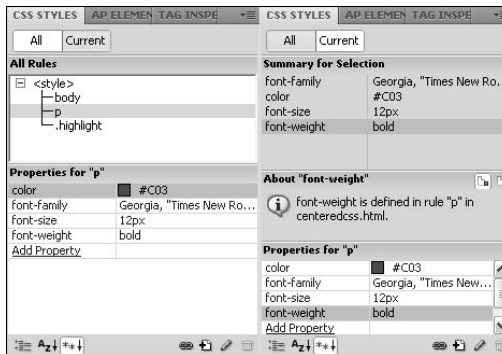 CSS STYLES AP ELEMEN TAG INSPE
All Current
All Rules
<style>
body
p
.highlight
Properties for "p"
color #C03
font-family Georgia, "Times New Ro...
font-size 12px
font-weight bold
Add Property
CSS STYLES AP ELEMEN TAG INSPE
All Current
Summary for Selection
font-family Georgia, "Times New Ro.
color #C03
font-size 12px
font-weight bold
About "font-weight"
font-weight is defined in rule "p" in
centeredcss.html.
Properties for "p"
color #C03
font-family Georgia, "Times New...
font-size 12px
font-weight bold
Add Property